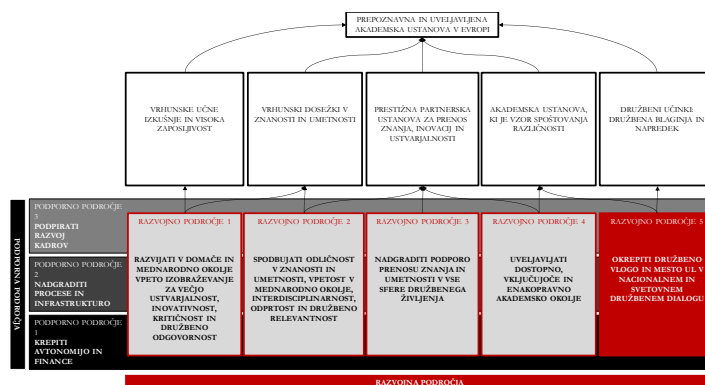 PREPOZNAVNA IN UVELJAVLJENA
AKADEMSKA USTANOVA V EVROPI
VRHUNSKE UČNE
IZKUŠNJE IN VISOKA
ZAPOSLJIVOST
VRHUNSKI DOSEŽKI V
ZNANOSTI IN UMETNOSTI
PRESTIŽNA PARTNERSKA
USTANOVA ZA PRENOS
ZNANJA, INOVACIJ IN
USTVARJALNOSTI
AKADEMSKA USTANOVA,
KI JE VZOR SPOŠTOVANJA
RAZLIČNOSTI
DRUŽBENI UČINKI:
DRUŽBENA BLAGINJA IN
NAPREDEK
PODPORNA PODROČJA
PODPORNO PODROČJE
3
PODPIRATI
RAZVOJ
KADROV
PODPORNO PODROČJE
2
NADGRADITI
PROCESE IN
INFRASTRUKTURO
PODPORNO PODROČJE
1
KREPITI
AVTONOMIJO IN
FINANCE
RAZVOJNO PODROČJE 1
RAZVIJATI V DOMAČE IN
MEDNARODNO OKOLJE
VPETO IZOBRAŽEVANJE
ZA VEČJO
USTVARJALNOST,
INOVATIVNOST,
KRITIČNOST IN
DRUŽBENO
ODGOVORNOST
RAZVOJNO PODROČJE 2
SPODBUJATI ODLIČNOST
V ZNANOSTI IN
UMETNOSTI, VPETOST V
MEDNARODNO OKOLJE,
INTERDISCIPLINARNOST,
ODPRTOST IN DRUŽBENO
RELEVANTNOST
RAZVOJNO PODROČJE 3
NADGRADITI PODPORO
PRENOSU ZNANJA IN
UMETNOSTI V VSE
SFERE DRUŽBENEGA
ŽIVLJENJA
RAZVOJNO PODROČJE 4
UVELJAVLJATI
DOSTOPNO,
VKLJUČUJOČE IN
ENAKOPRAVNO
AKADEMSKO OKOLJE
RAZVOJNO PODROČJE 5
OKREPITI DRUŽBENO
VLOGO IN MESTO UL V
NACIONALNEM IN
SVETOVNEM
DRUŽBENEM DIALOGU
RAZVOJNA PODROČJA